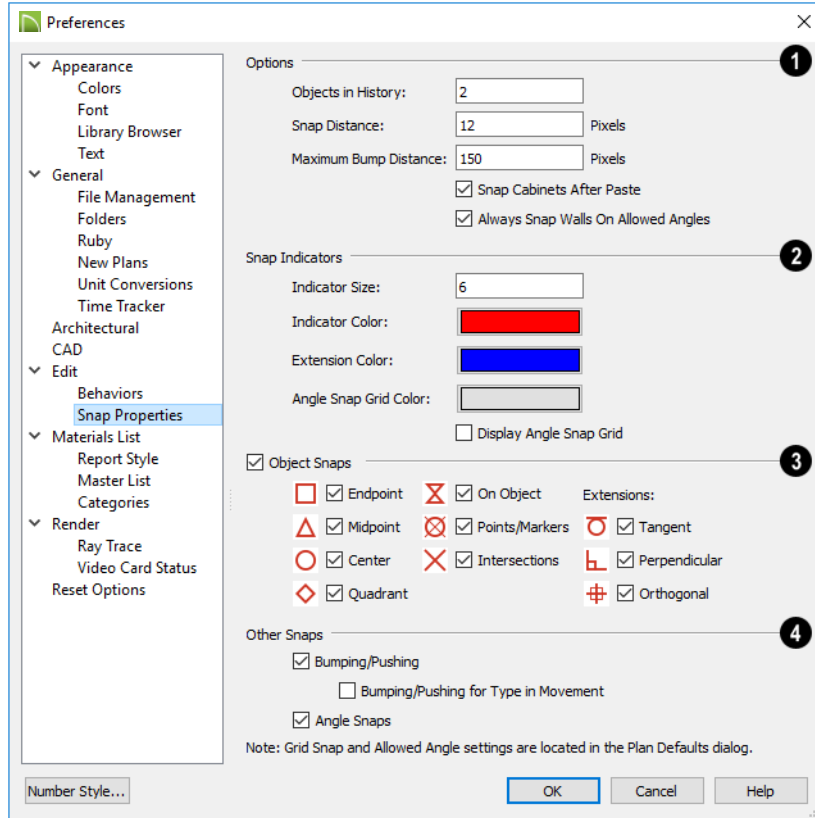 Preferences
Appearance
Colors
Font
Library Browser
Text
General
File Management
Folders
Ruby
New Plans
Unit Conversions
Time Tracker
Architectural
CAD
Edit
Behaviors
Snap Properties
Materials List
Report Style
Master List
Categories
Render
Ray Trace
Video Card Status
Reset Options
Options 1
Objects in History: 2
Snap Distance: 12 Pixels
Maximum Bump Distance: 150 Pixels
Snap Cabinets After Paste
Always Snap Walls On Allowed Angles
Snap Indicators 2
Indicator Size: 6
Indicator Color:
Extension Color:
Angle Snap Grid Color:
Display Angle Snap Grid
Object Snaps 3
Endpoint On Object Extensions:
Midpoint Points/Markers Tangent
Center Intersections Perpendicular
Quadrant Orthogonal
Other Snaps 4
Bumping/Pushing
Bumping/Pushing for Type in Movement
Angle Snaps
Note: Grid Snap and Allowed Angle settings are located in the Plan Defaults dialog.
Number Style... OK Cancel Help